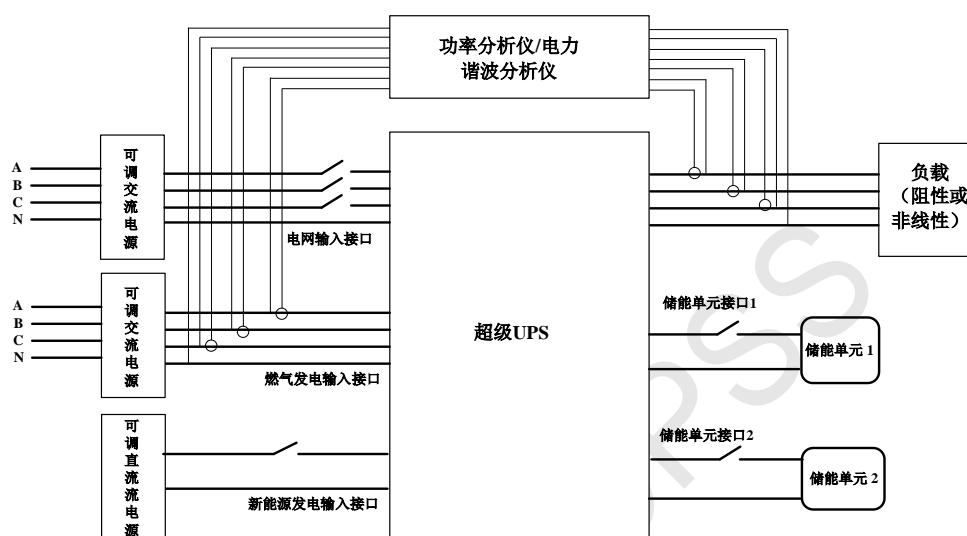 功率分析仪/电力
谐波分析仪
A
B
C
N
可
调
交
流
电
源
电网输入接口
负载
（阻性或
非线性）
A
B
C
N
可
调
交
流
电
源
燃气发电输入接口
超级UPS
储能单元接口1
储能单元 1
可
调
直
流
流
电
源
新能源发电输入接口
储能单元接口2
储能单元 2
PSS